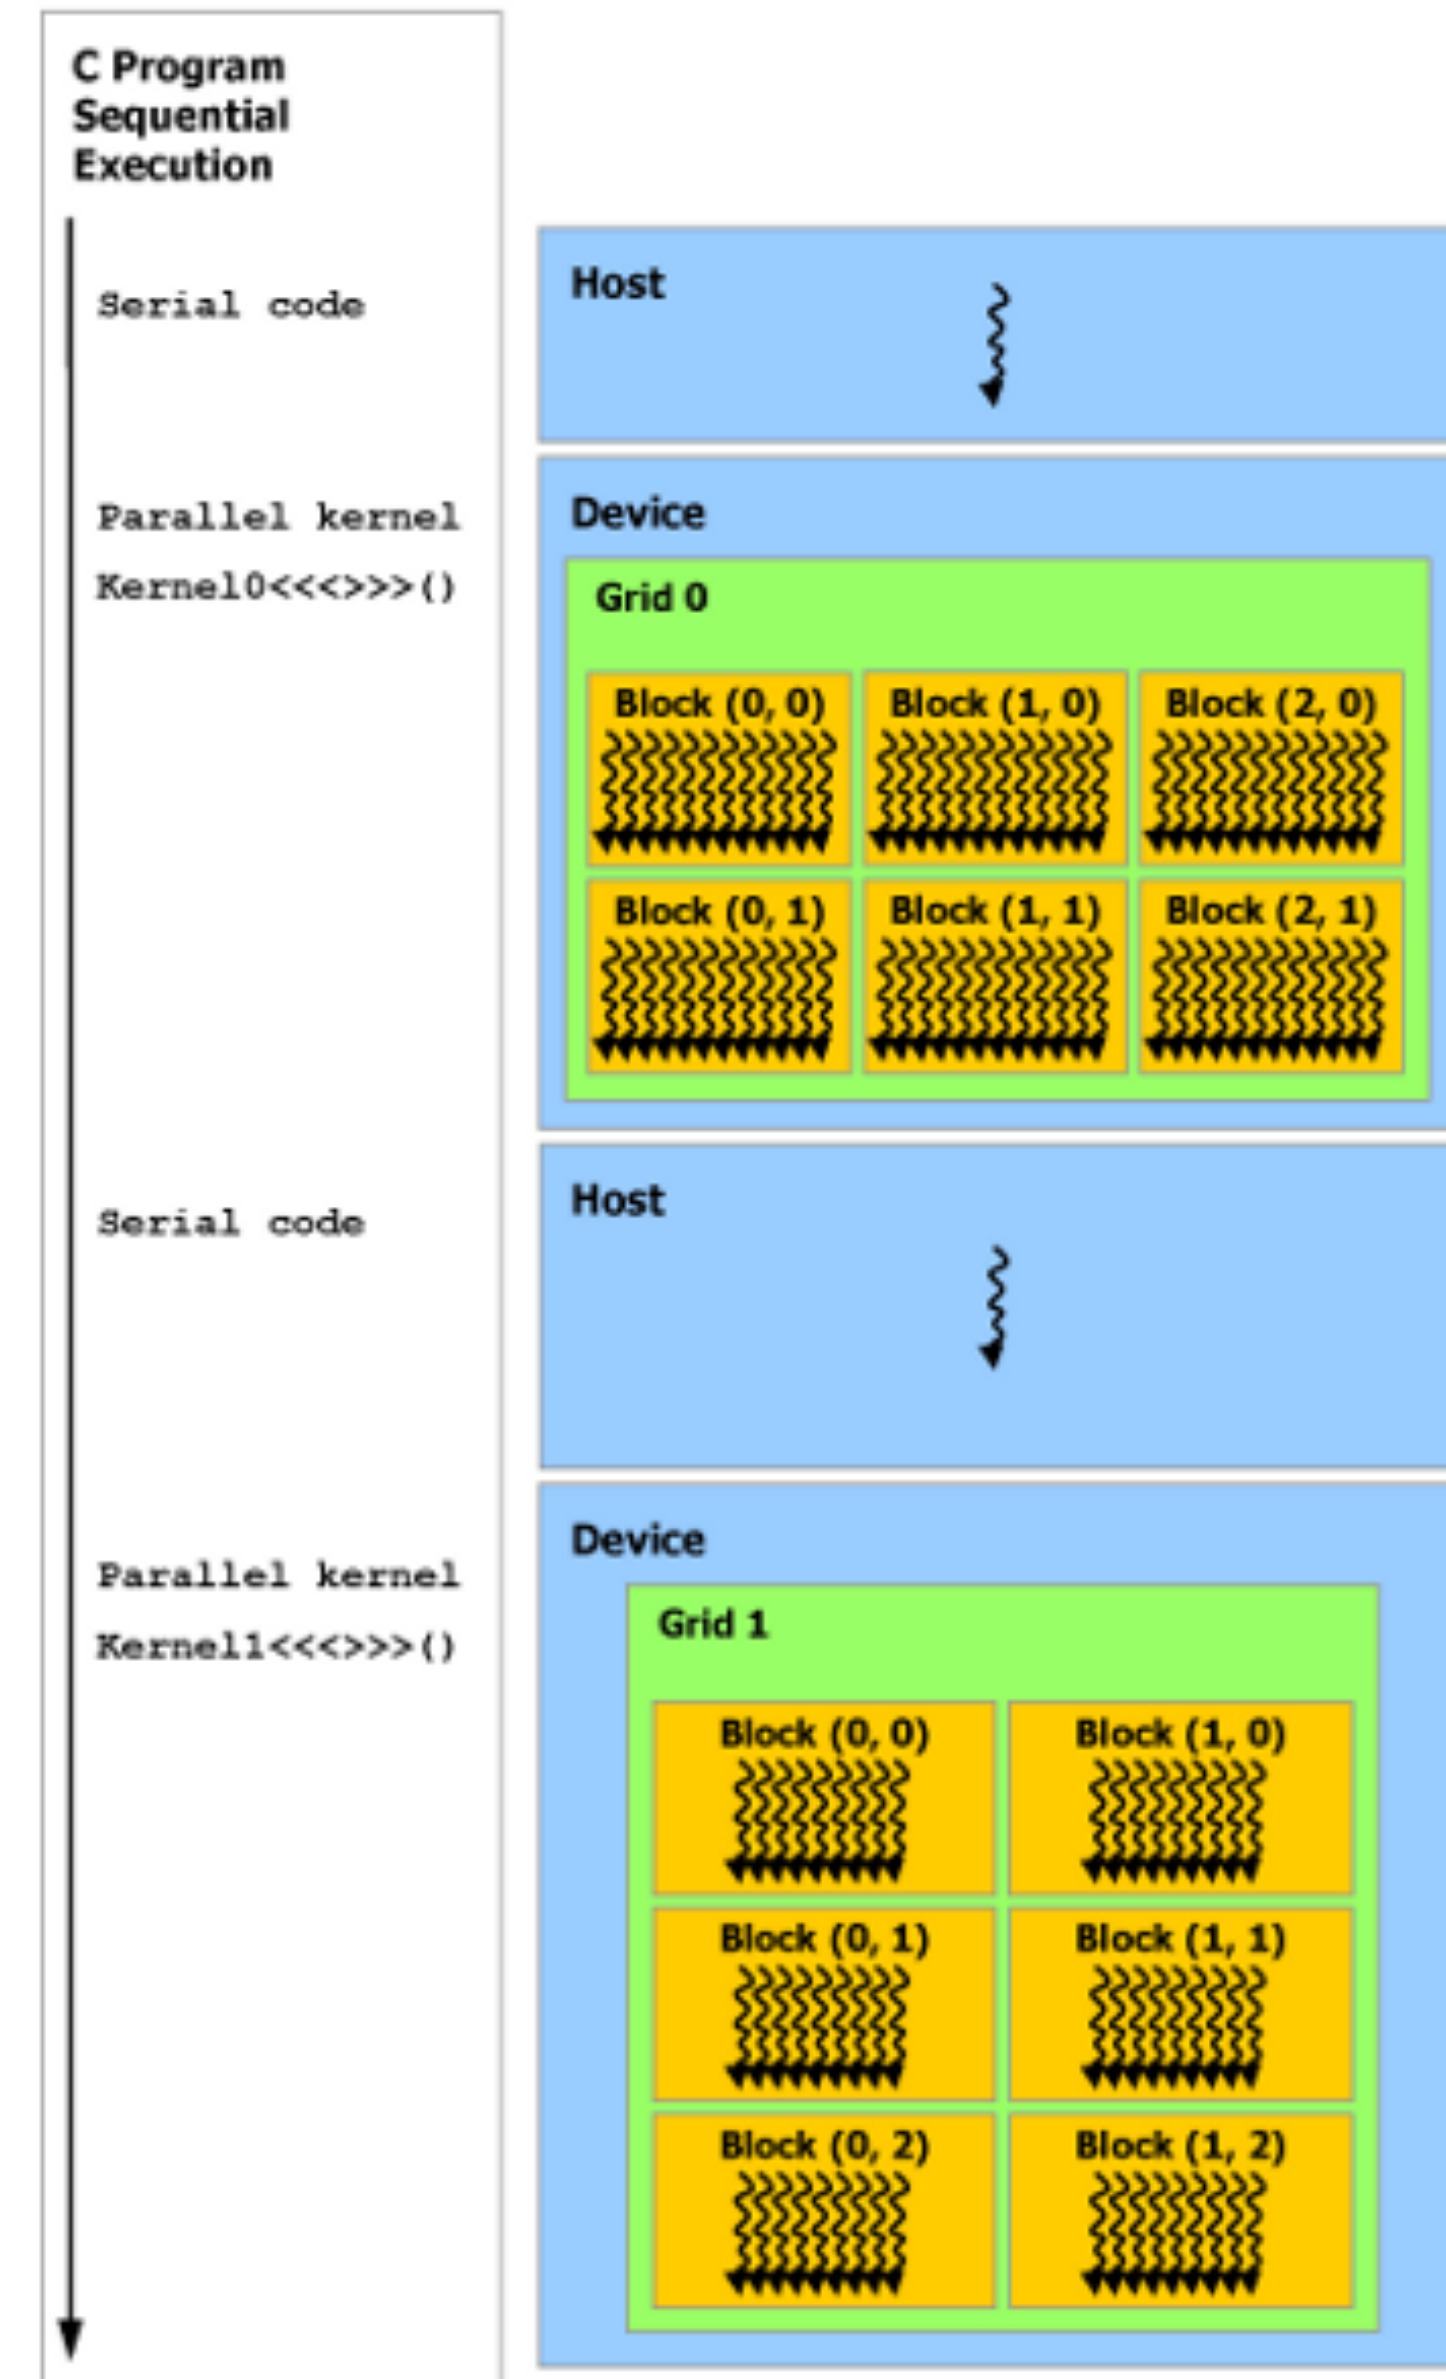 C Program
Sequential
Execution
Serial code
Host
Parallel kernel
Kernel0<<<>>>()
Device
Grid 0
Block (0, 0) Block (1, 0) Block (2, 0)
Block (0, 1) Block (1, 1) Block (2, 1)
Serial code
Host
Parallel kernel
Kernel1<<<>>>()
Device
Grid 1
Block (0, 0) Block (1, 0)
Block (0, 1) Block (1, 1)
Block (0, 2) Block (1, 2)